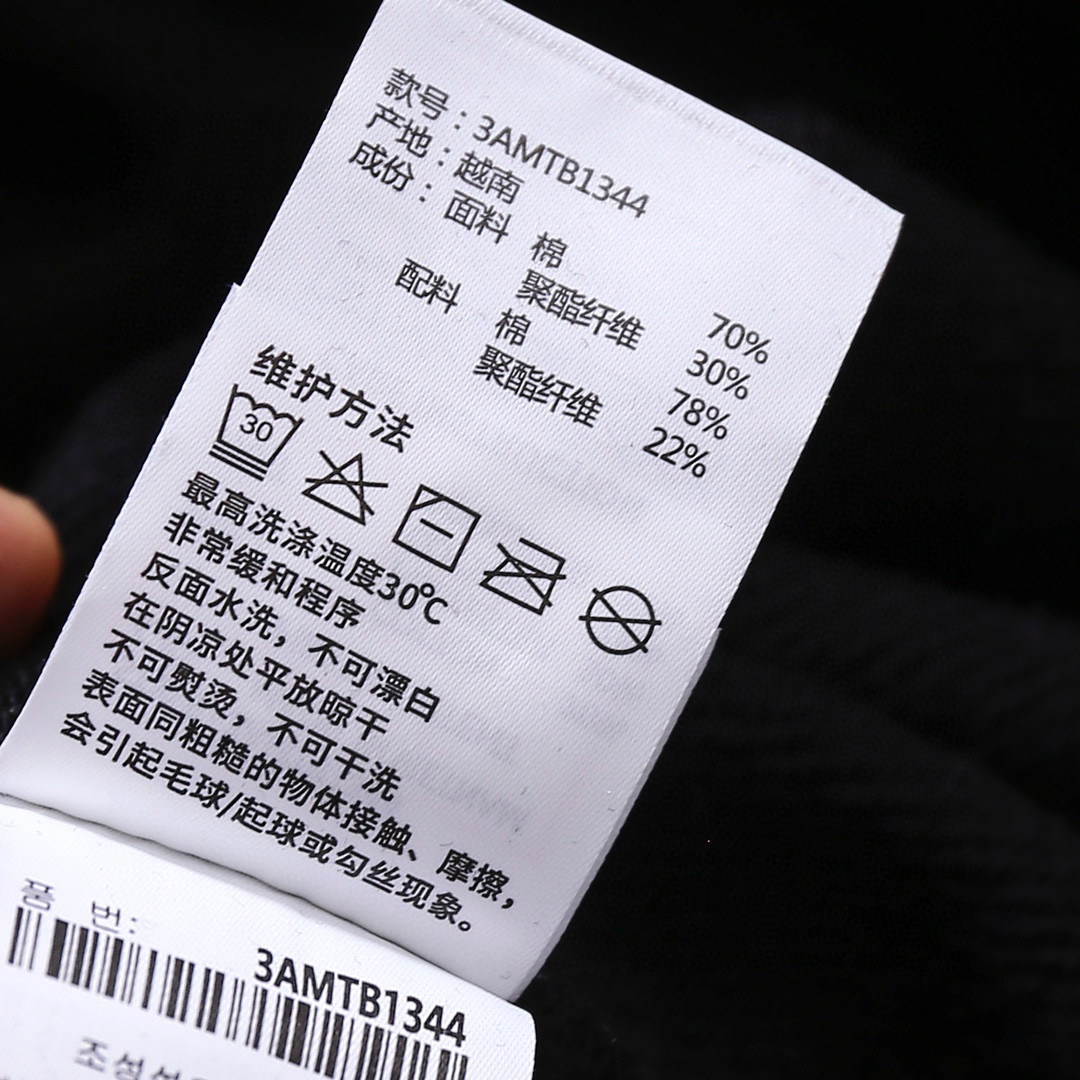 款号：3AMTB1344
产地：越南
成份：面料 棉 70%
聚酯纤维 30%
配料 棉 78%
聚酯纤维 22%
维护方法
30
最高洗涤温度30℃
非常缓和程序
反面水洗，不可漂白
在阴凉处平放晾干
不可熨烫，不可干洗
表面同粗糙的物体接触、摩擦，
会引起毛球/起球或勾丝现象。
품 번:
3AMTB1344